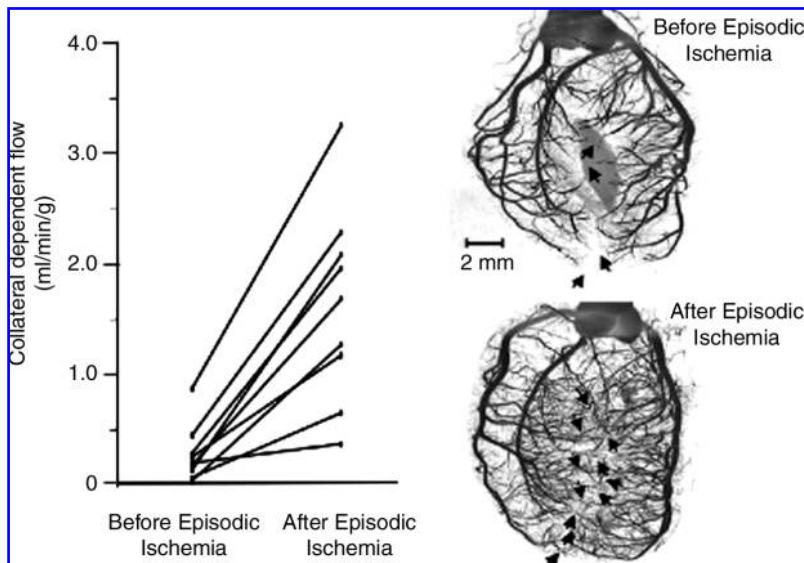 Collateral dependent flow
(ml/min/g)
4.0
3.0
2.0
1.0
0
Before Episodic
Ischemia
After Episodic
Ischemia
Before Episodic
Ischemia
2 mm
After Episodic
Ischemia